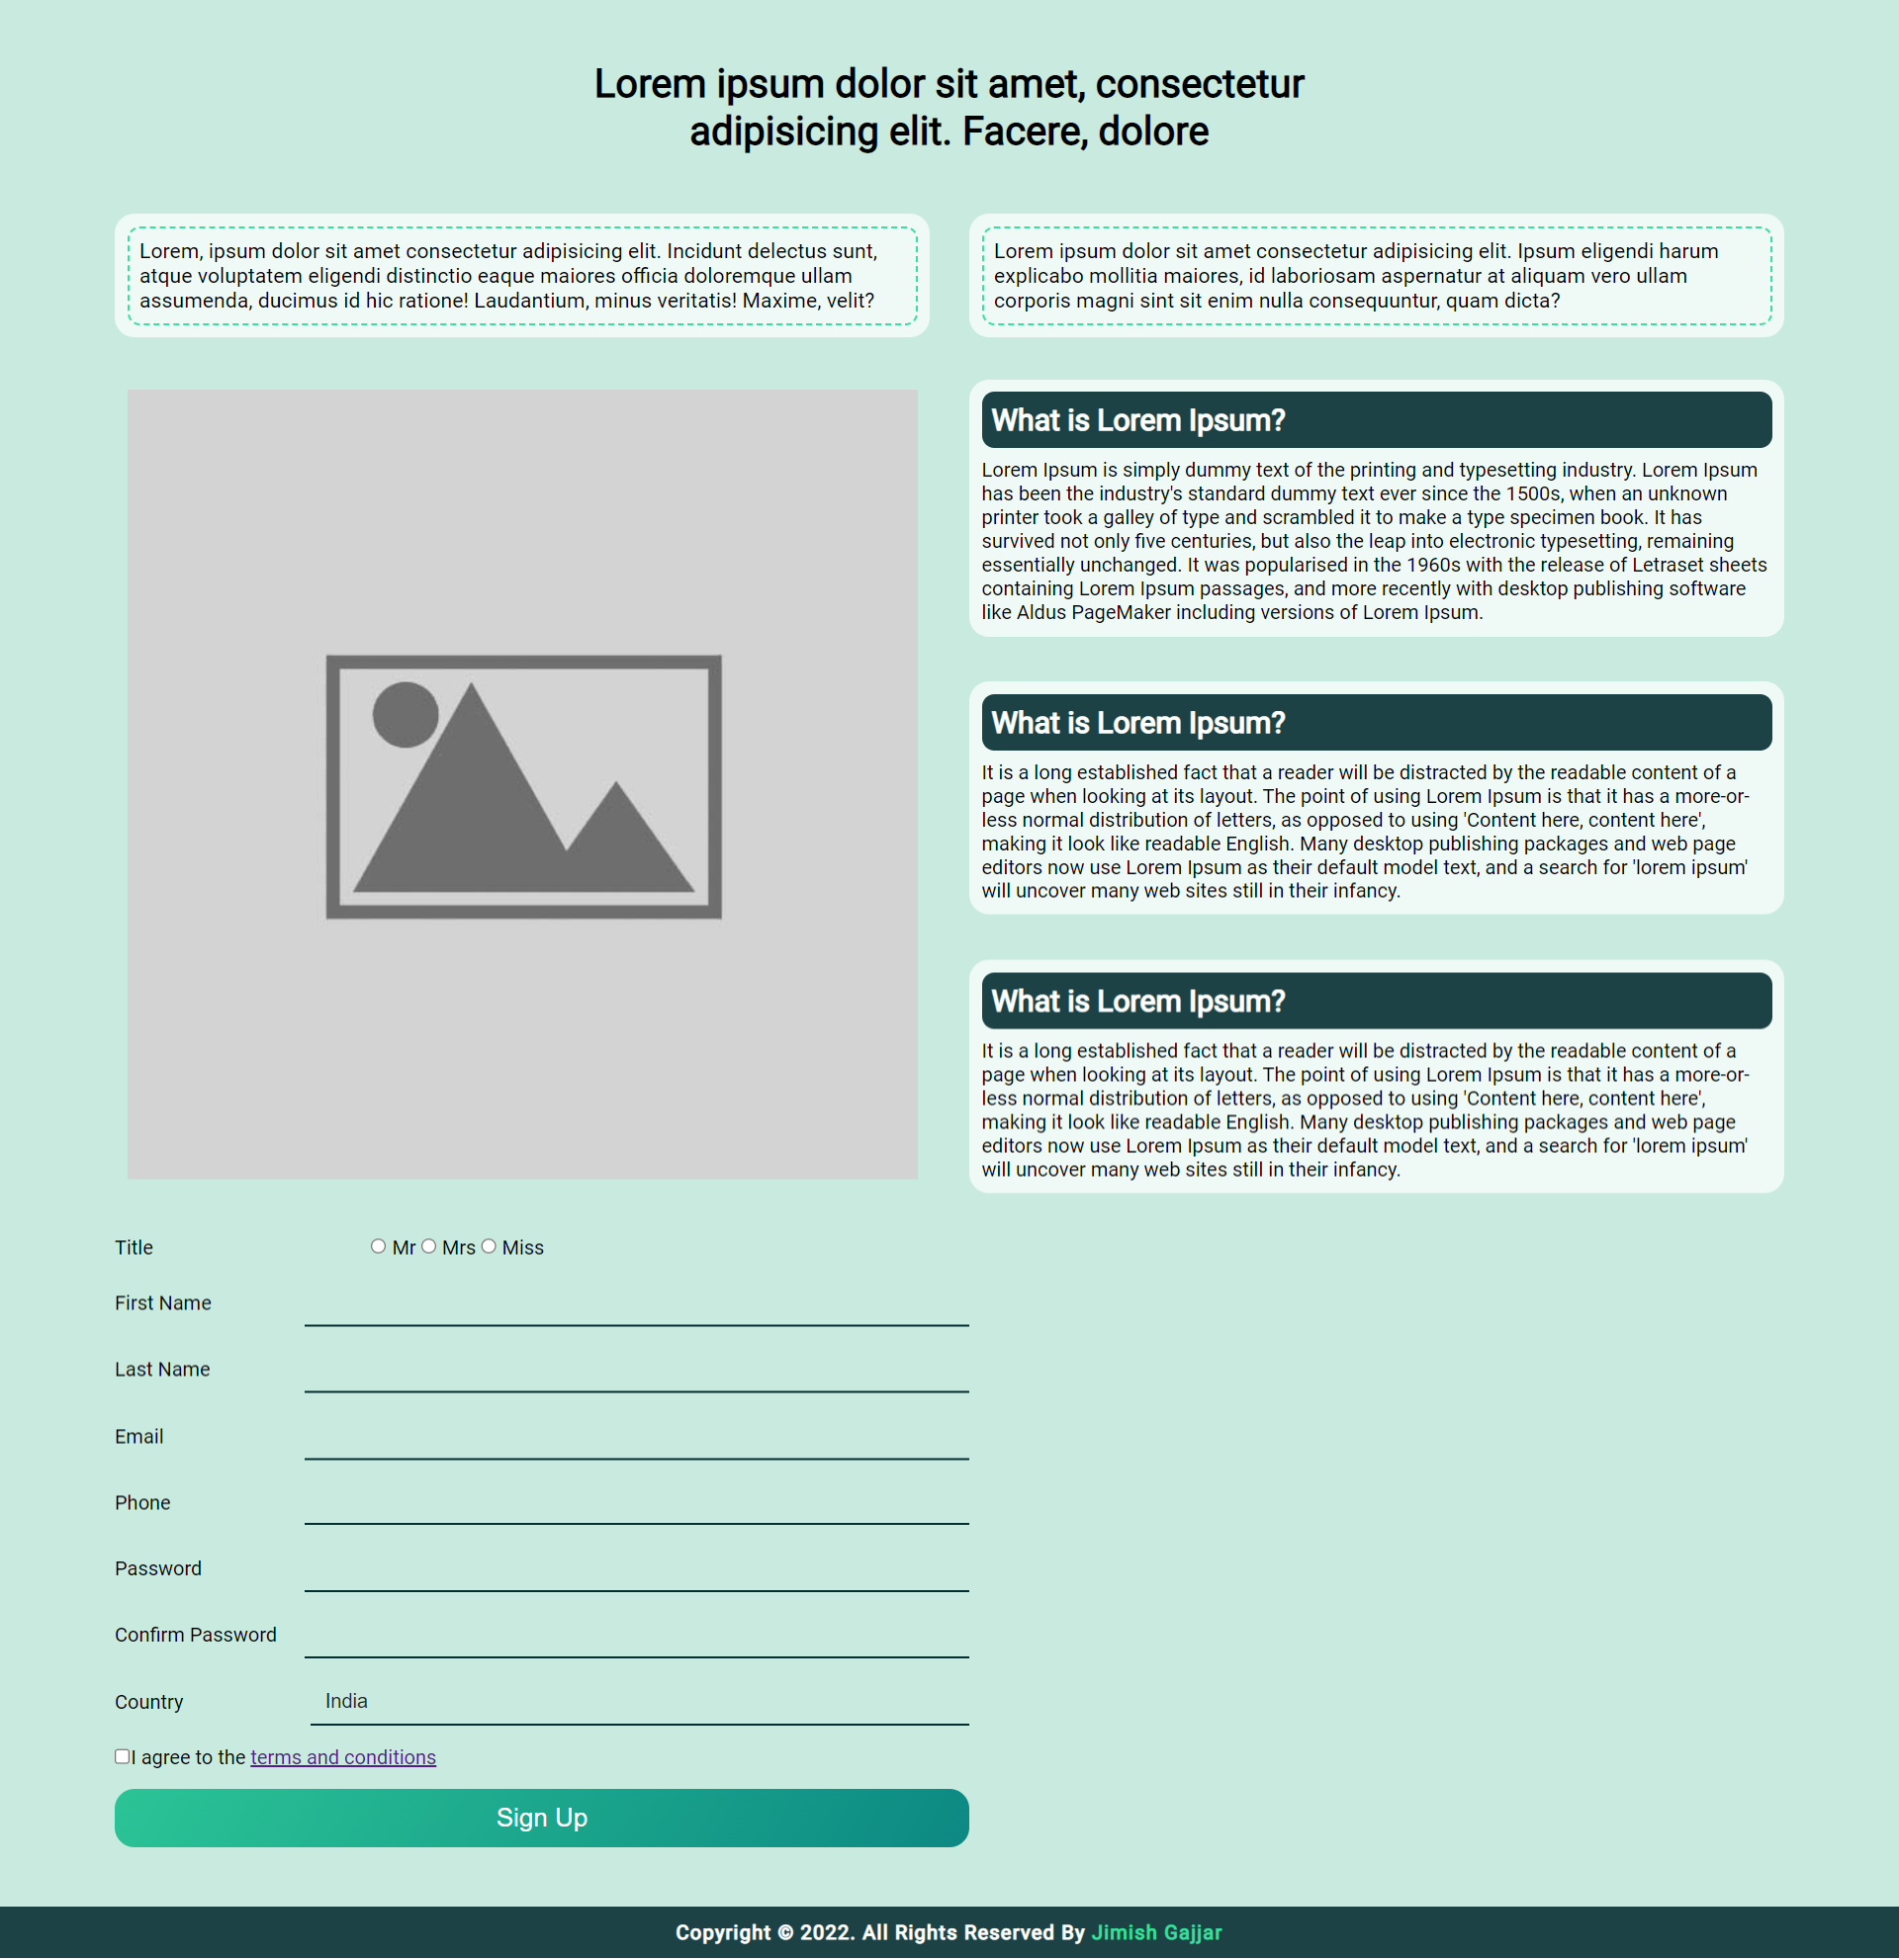 Lorem ipsum dolor sit amet, consectetur
adipisicing elit. Facere, dolore
Lorem, ipsum dolor sit amet consectetur adipisicing elit. Incidunt delectus sunt,
atque voluptatem eligendi distinctio eaque maiores officia doloremque ullam
assumenda, ducimus id hic ratione! Laudantium, minus veritatis! Maxime, velit?
Lorem ipsum dolor sit amet consectetur adipisicing elit. Ipsum eligendi harum
explicabo mollitia maiores, id laboriosam aspernatur at aliquam vero ullam
corporis magni sint sit enim nulla consequuntur, quam dicta?
What is Lorem Ipsum?
Lorem Ipsum is simply dummy text of the printing and typesetting industry. Lorem Ipsum
has been the industry's standard dummy text ever since the 1500s, when an unknown
printer took a galley of type and scrambled it to make a type specimen book. It has
survived not only five centuries, but also the leap into electronic typesetting, remaining
essentially unchanged. It was popularised in the 1960s with the release of Letraset sheets
containing Lorem Ipsum passages, and more recently with desktop publishing software
like Aldus PageMaker including versions of Lorem Ipsum.
What is Lorem Ipsum?
It is a long established fact that a reader will be distracted by the readable content of a
page when looking at its layout. The point of using Lorem Ipsum is that it has a more-or-
less normal distribution of letters, as opposed to using 'Content here, content here',
making it look like readable English. Many desktop publishing packages and web page
editors now use Lorem Ipsum as their default model text, and a search for 'lorem ipsum'
will uncover many web sites still in their infancy.
What is Lorem Ipsum?
It is a long established fact that a reader will be distracted by the readable content of a
page when looking at its layout. The point of using Lorem Ipsum is that it has a more-or-
less normal distribution of letters, as opposed to using 'Content here, content here',
making it look like readable English. Many desktop publishing packages and web page
editors now use Lorem Ipsum as their default model text, and a search for 'lorem ipsum'
will uncover many web sites still in their infancy.
Title Mr Mrs Miss
First Name
Last Name
Email
Phone
Password
Confirm Password
Country India
I agree to the terms and conditions
Sign Up
Copyright © 2022. All Rights Reserved By Jimish Gajjar